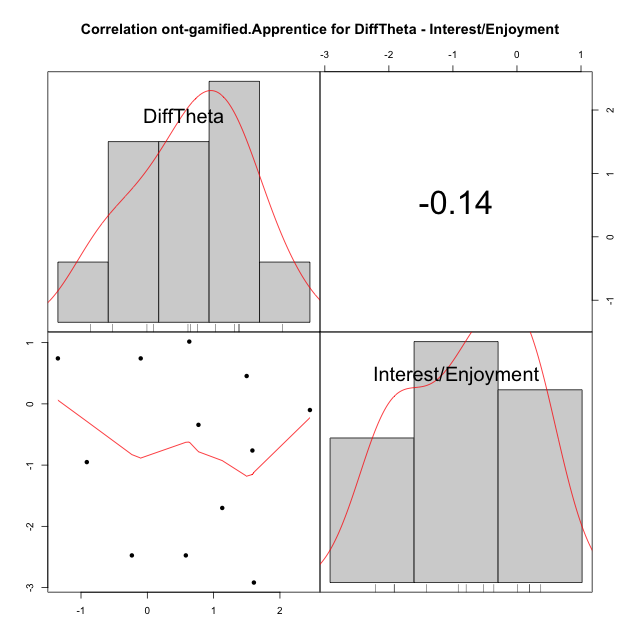 Correlation ont-gamified.Apprentice for DiffTheta - Interest/Enjoyment
-3 -2 -1 0 1
DiffTheta
-0.14
2
1
0
-1
Interest/Enjoyment
1
0
-1
-2
-3
-1 0 1 2